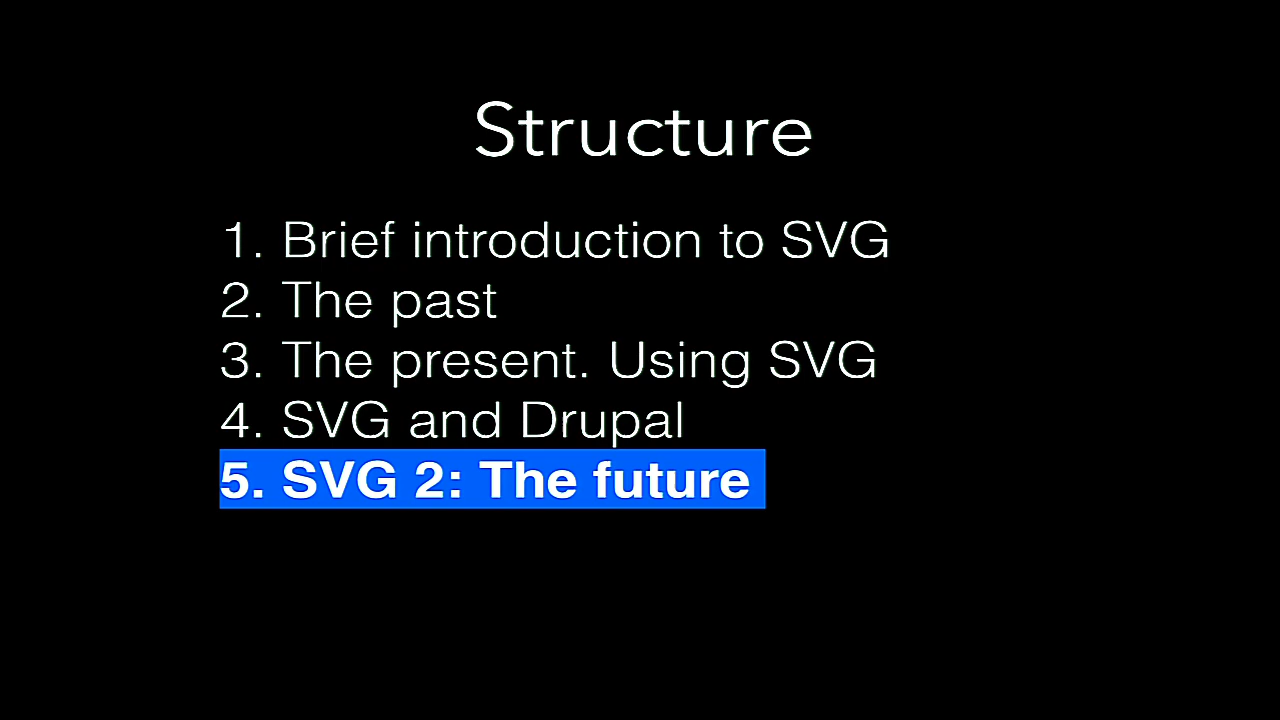 Structure
1. Brief introduction to SVG
2. The past
3. The present. Using SVG
4. SVG and Drupal
5. SVG 2: The future